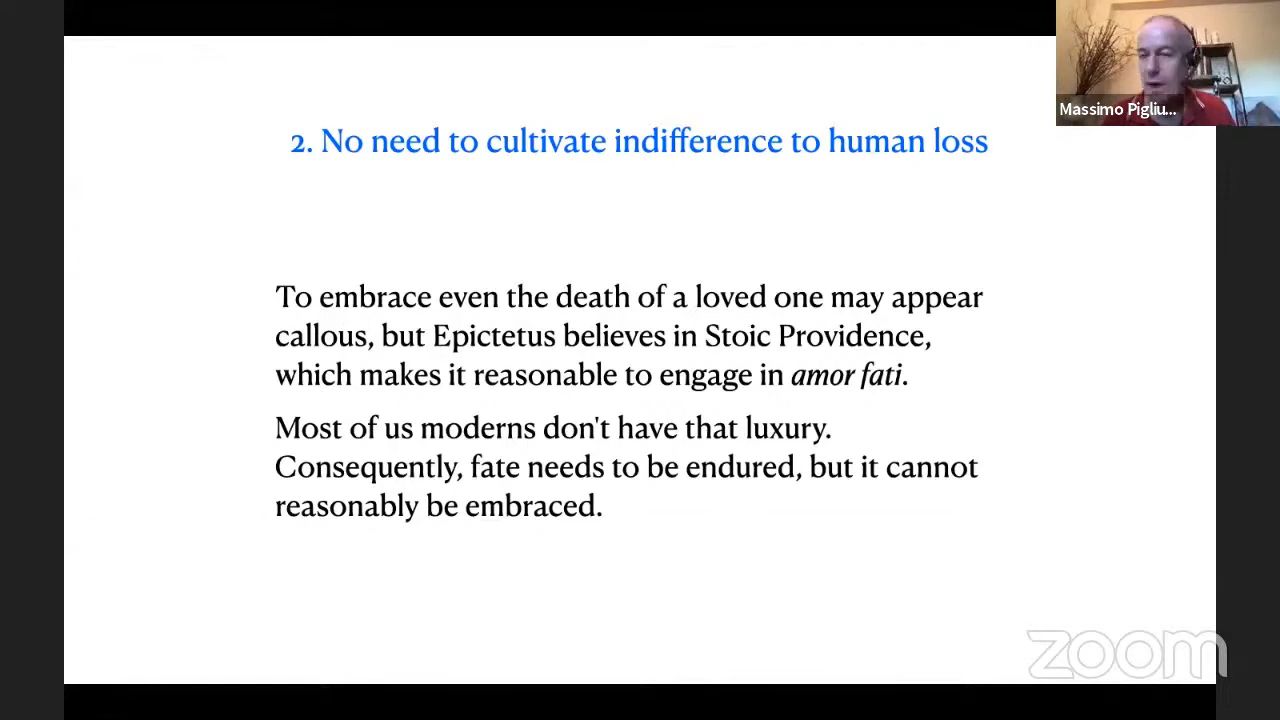 Massimo Pigliu...
2. No need to cultivate indifference to human loss
To embrace even the death of a loved one may appear
callous, but Epictetus believes in Stoic Providence,
which makes it reasonable to engage in amor fati.
Most of us moderns don't have that luxury.
Consequently, fate needs to be endured, but it cannot
reasonably be embraced.
zoom